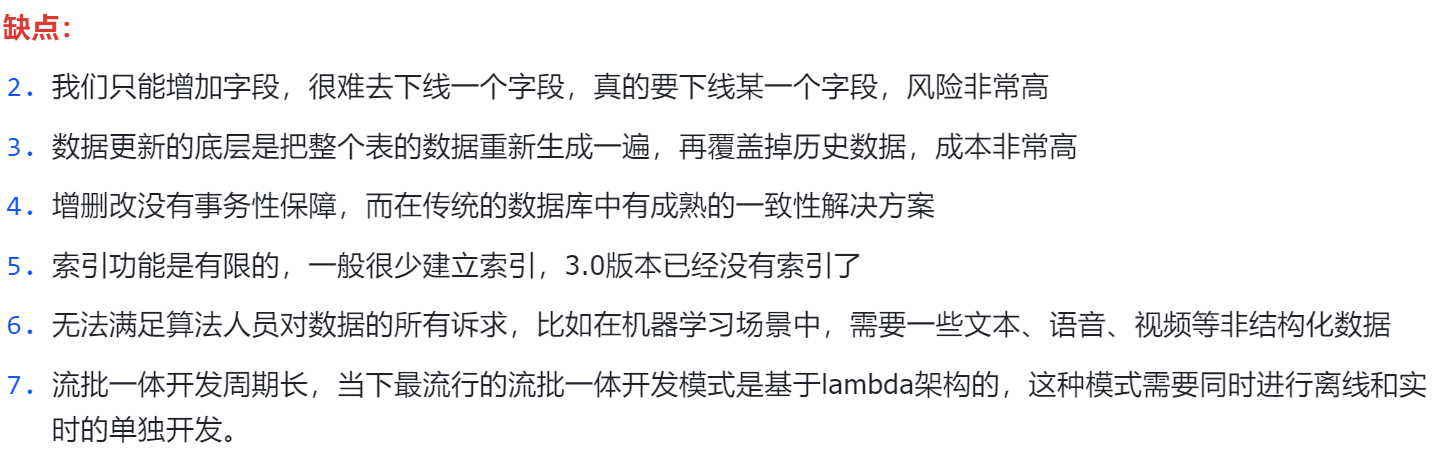 缺点：
2. 我们只能增加字段，很难去下线一个字段，真的要下线某一个字段，风险非常高
3. 数据更新的底层是把整个表的数据重新生成一遍，再覆盖掉历史数据，成本非常高
4. 增删改没有事务性保障，而在传统的数据库中有成熟的一致性解决方案
5. 索引功能是有限的，一般很少建立索引，3.0版本已经没有索引了
6. 无法满足算法人员对数据的所有诉求，比如在机器学习场景中，需要一些文本、语音、视频等非结构化数据
7. 流批一体开发周期长，当下最流行的流批一体开发模式是基于lambda架构的，这种模式需要同时进行离线和实
时的单独开发。